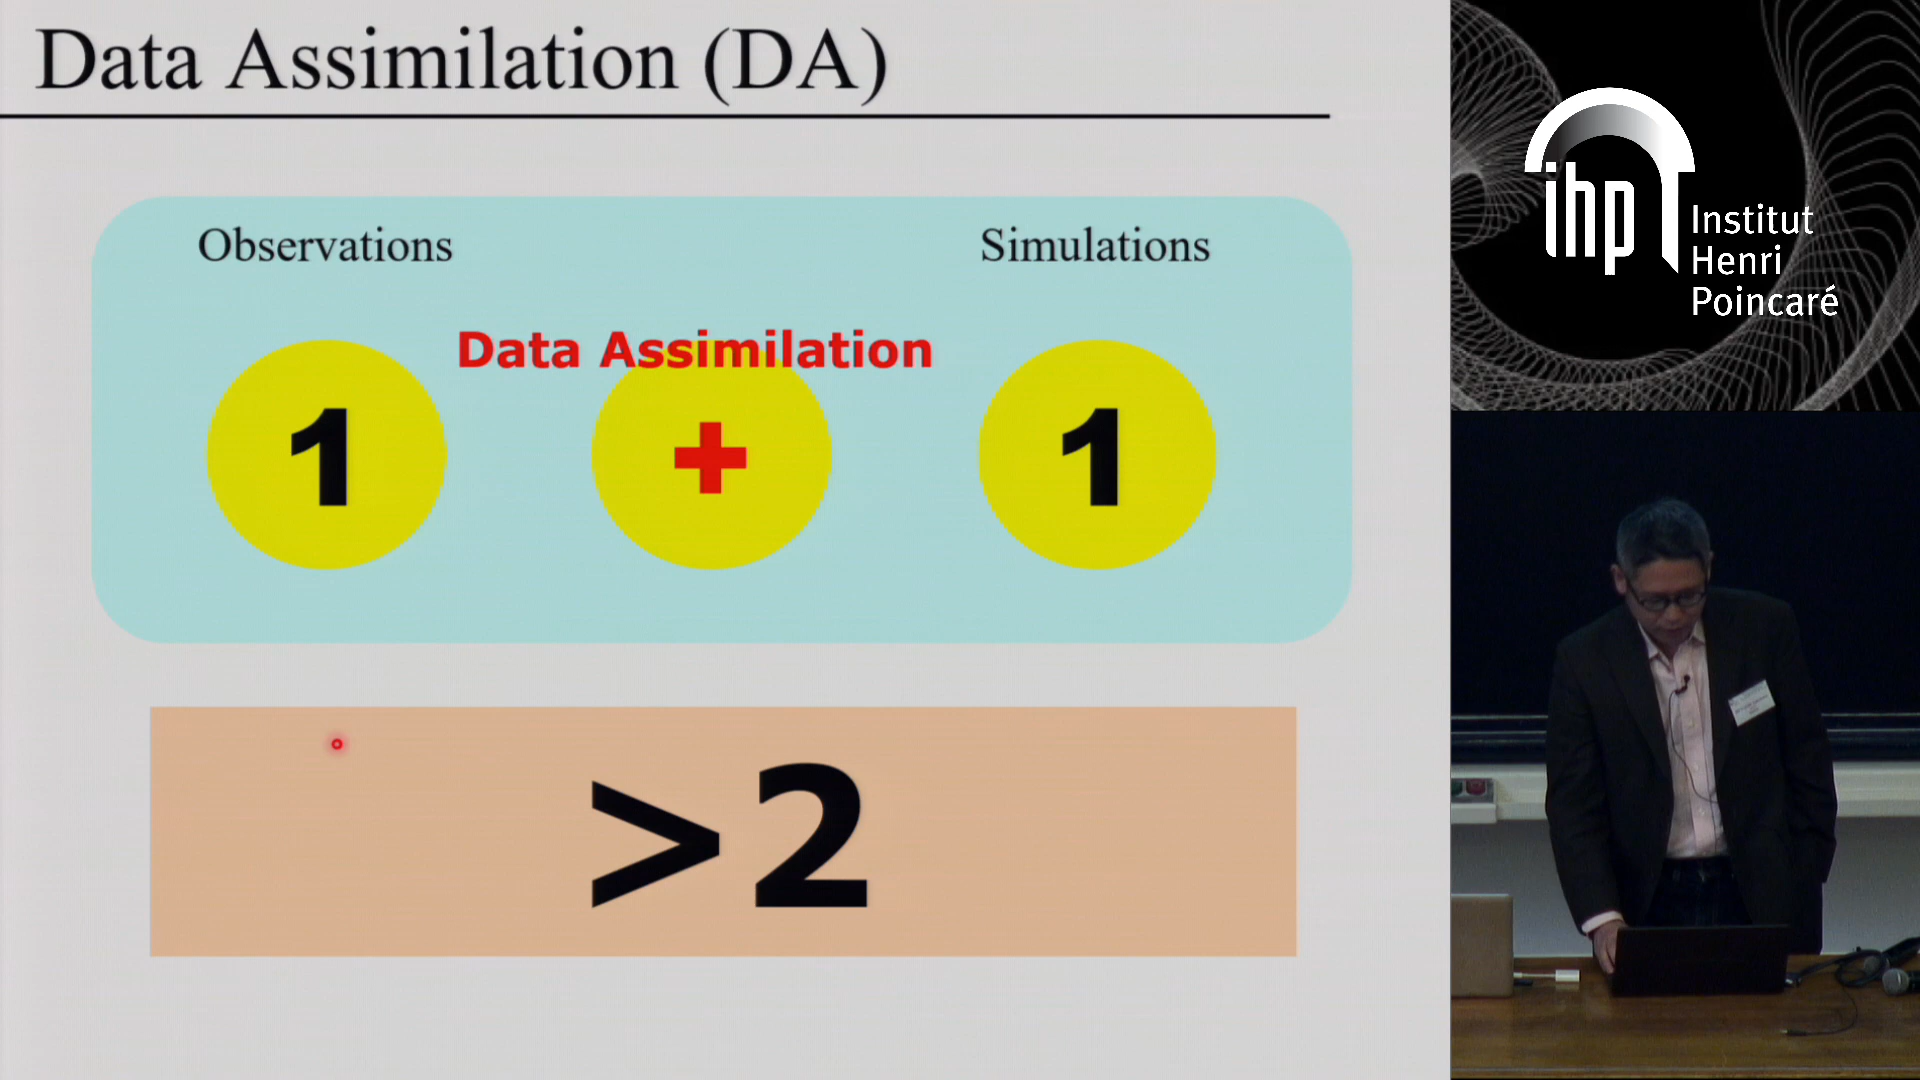 Data Assimilation (DA)
Observations
Simulations
Data Assimilation
1
+
1
>2
ihp
Institut
Henri
Poincaré